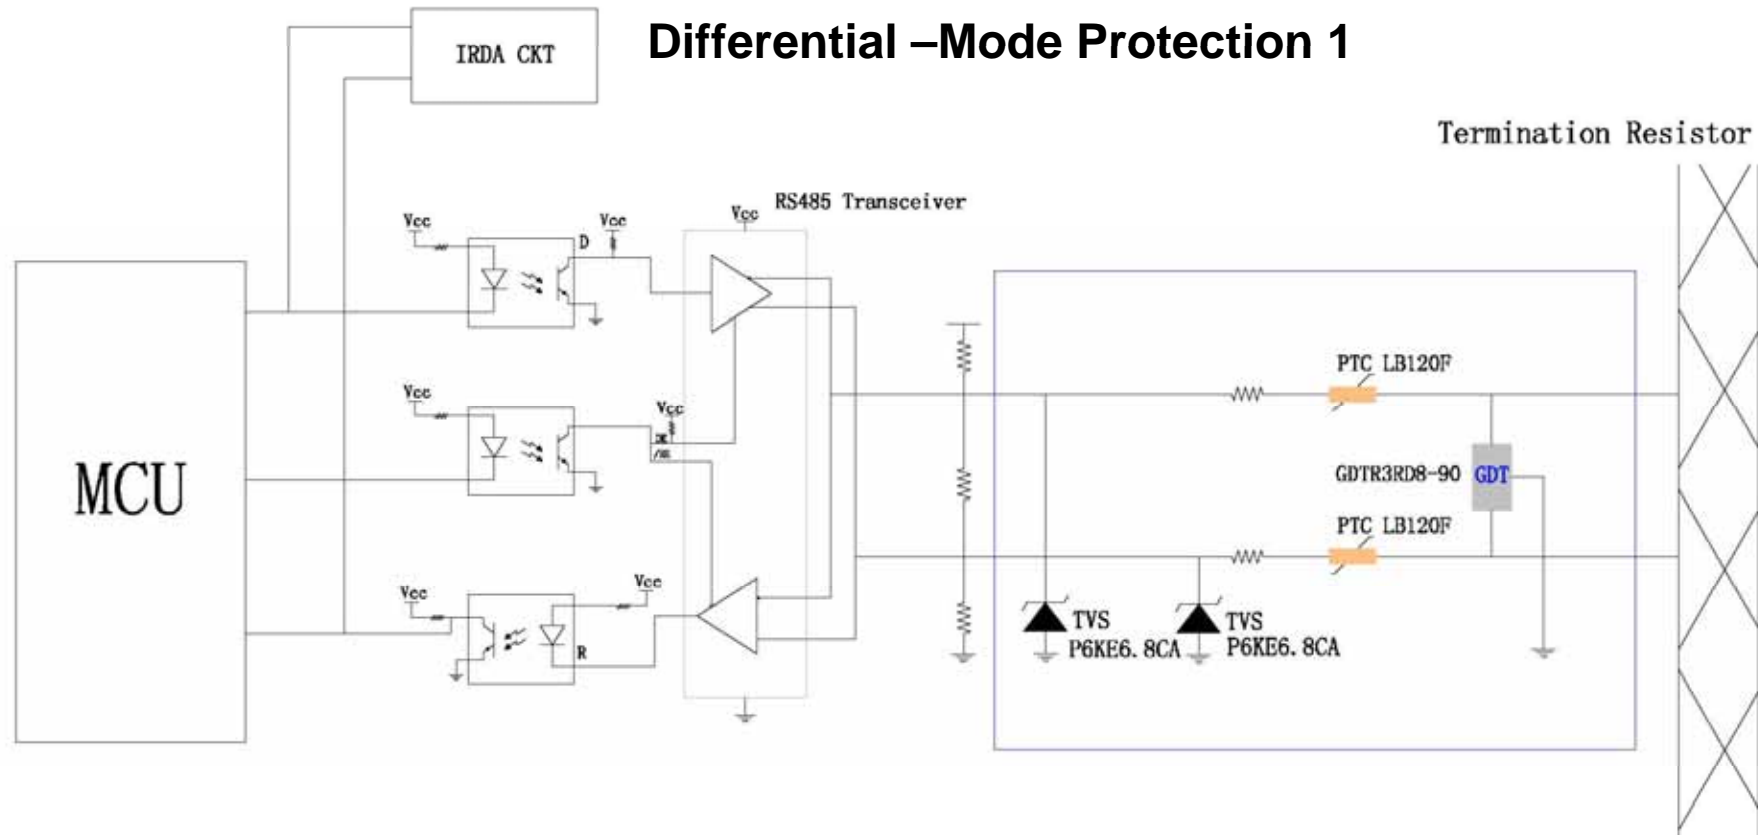 Differential –Mode Protection 1
IRDA CKT
Termination Resistor
RS485 Transceiver
Vcc
Vcc
Vcc
D
PTC LB120F
Vcc
Vcc
DE
MCU
GDTR3RD8-90
GDT
PTC LB120F
Vcc
Vcc
R
TVS
P6KE6.8CA
TVS
P6KE6.8CA